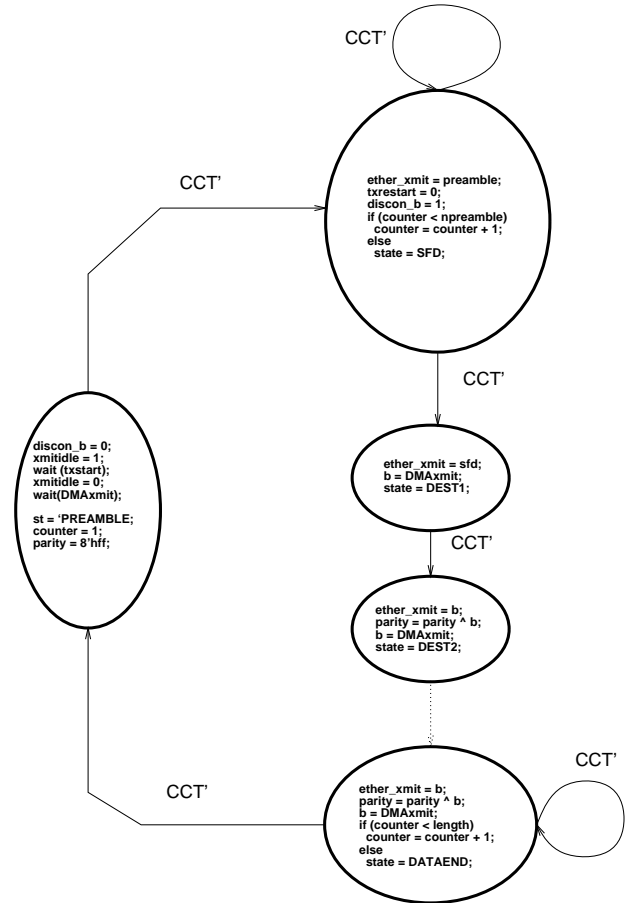 CCT'
CCT'
ether_xmit = preamble;
txrestart = 0;
discon_b = 1;
if (counter < npreamble)
counter = counter + 1;
else
state = SFD;
CCT'
discon_b = 0;
xmitidle = 1;
wait (txstart);
xmitidle = 0;
wait(DMAxmit);
st = 'PREAMBLE;
counter = 1;
parity = 8'hff;
ether_xmit = sfd;
b = DMAxmit;
state = DEST1;
CCT'
ether_xmit = b;
parity = parity ^ b;
b = DMAxmit;
state = DEST2;
CCT'
CCT'
ether_xmit = b;
parity = parity ^ b;
b = DMAxmit;
if (counter < length)
counter = counter + 1;
else
state = DATAEND;